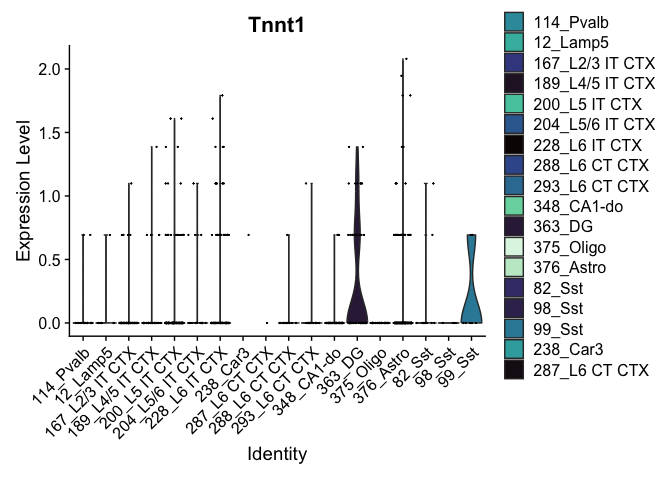 Tnnt1
Expression Level
2.0
1.5
1.0
0.5
0.0
114_Pvalb
12_Lamp5
167_L2/3 IT CTX
189_L4/5 IT CTX
200_L5 IT CTX
204_L5/6 IT CTX
228_L6 IT CTX
238_Car3
287_L6 CT CTX
288_L6 CT CTX
293_L6 CT CTX
348_CA1-do
363_DG
375_Oligo
376_Astro
82_Sst
98_Sst
99_Sst
Identity
114_Pvalb
12_Lamp5
167_L2/3 IT CTX
189_L4/5 IT CTX
200_L5 IT CTX
204_L5/6 IT CTX
228_L6 IT CTX
288_L6 CT CTX
293_L6 CT CTX
348_CA1-do
363_DG
375_Oligo
376_Astro
82_Sst
98_Sst
99_Sst
238_Car3
287_L6 CT CTX